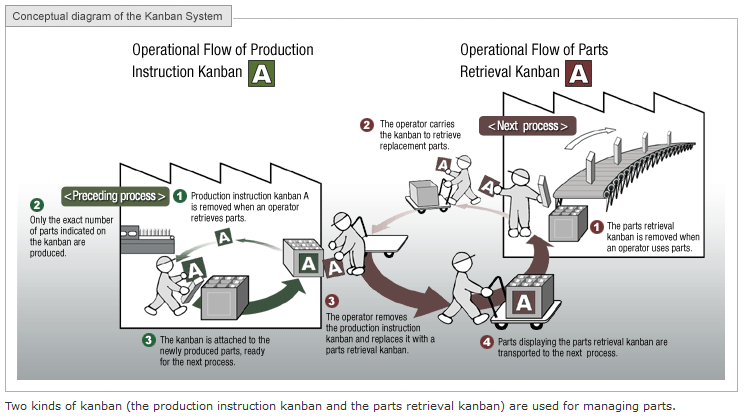 Conceptual diagram of the Kanban System
Operational Flow of Production
Instruction Kanban A
Operational Flow of Parts
Retrieval Kanban A
<Preceding process>
1 Production instruction kanban A
is removed when an operator
retrieves parts.
2
Only the exact number
of parts indicated on
the kanban are
produced.
A
A
A
A
3 The kanban is attached to the
newly produced parts, ready
for the next process.
<Next process>
2 The operator carries
the kanban to retrieve
replacement parts.
A
A
1 The parts retrieval
kanban is removed when
an operator uses parts.
3
The operator removes
the production instruction
kanban and replaces it with a
parts retrieval kanban.
A
4 Parts displaying the parts retrieval kanban are
transported to the next process.
Two kinds of kanban (the production instruction kanban and the parts retrieval kanban) are used for managing parts.